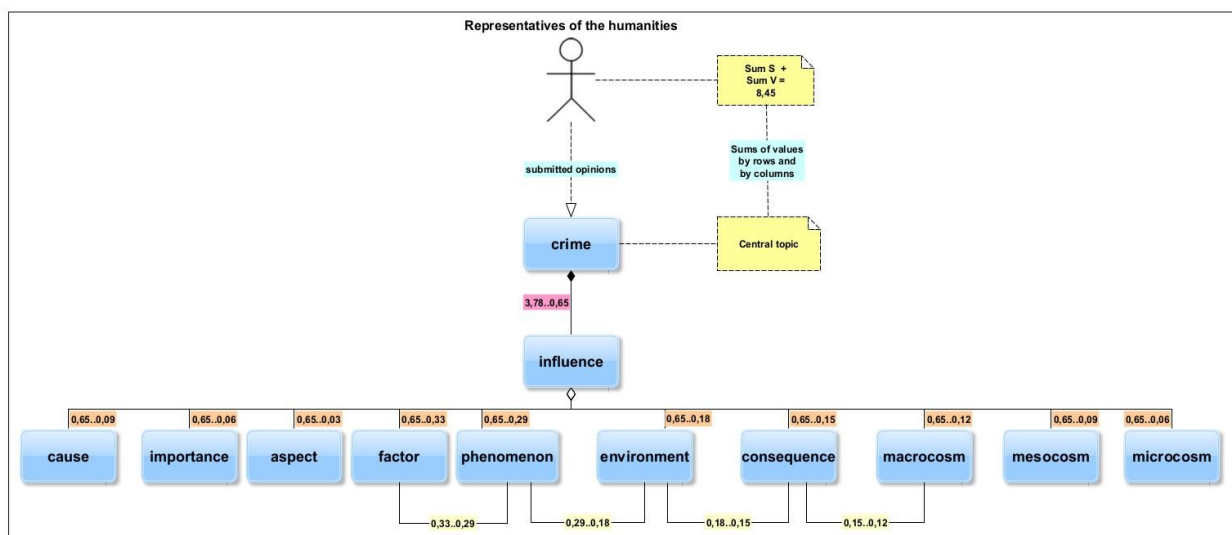 Representatives of the humanities
Sum S +
Sum V =
8,45
submitted opinions
Sums of values
by rows and
by columns
crime
Central topic
3,78..0,65
influence
0,65..0,09
0,65..0,06
0,65..0,03
0,65..0,33
0,65..0,29
0,65..0,18
0,65..0,15
0,65..0,12
0,65..0,09
0,65..0,06
cause
importance
aspect
factor
phenomenon
environment
consequence
macrocosm
mesocosm
microcosm
0,33..0,29
0,29..0,18
0,18..0,15
0,15..0,12